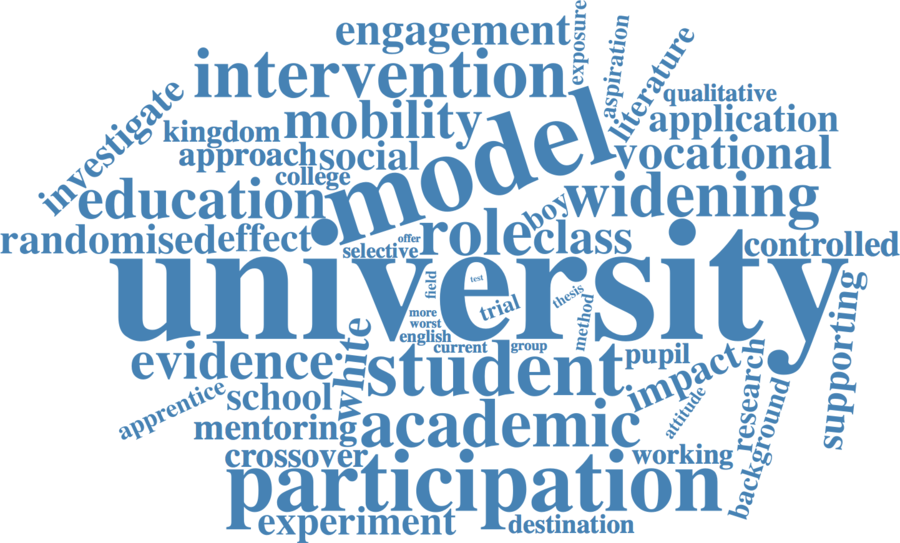 engagement
exposure
aspiration
literature
intervention
qualitative
investigate
kingdom
mobility
model
application
approach
social
vocational
college
education
boy
widening
randomised
effect
selective
offer
role
class
controlled
university
field
test
thesis
trial
more
worst
method
english
current
group
supporting
evidence
white
student
pupil
impact
research
apprentice
school
attitude
background
mentoring
academic
crossover
working
participation
experiment
destination